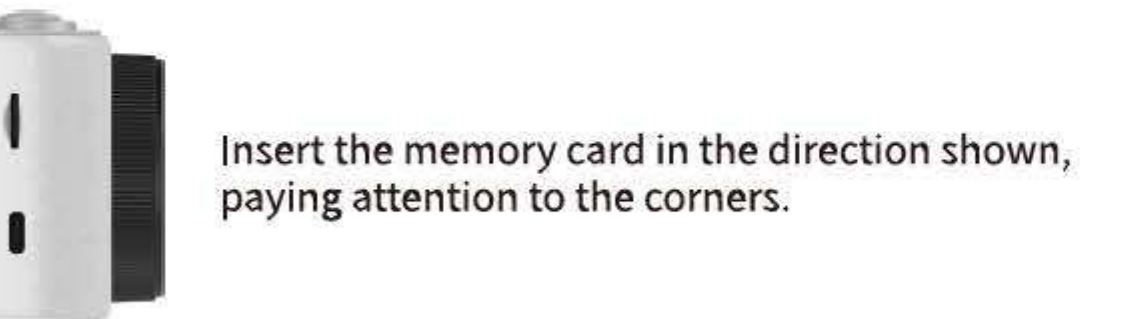 Insert the memory card in the direction shown,
paying attention to the corners.